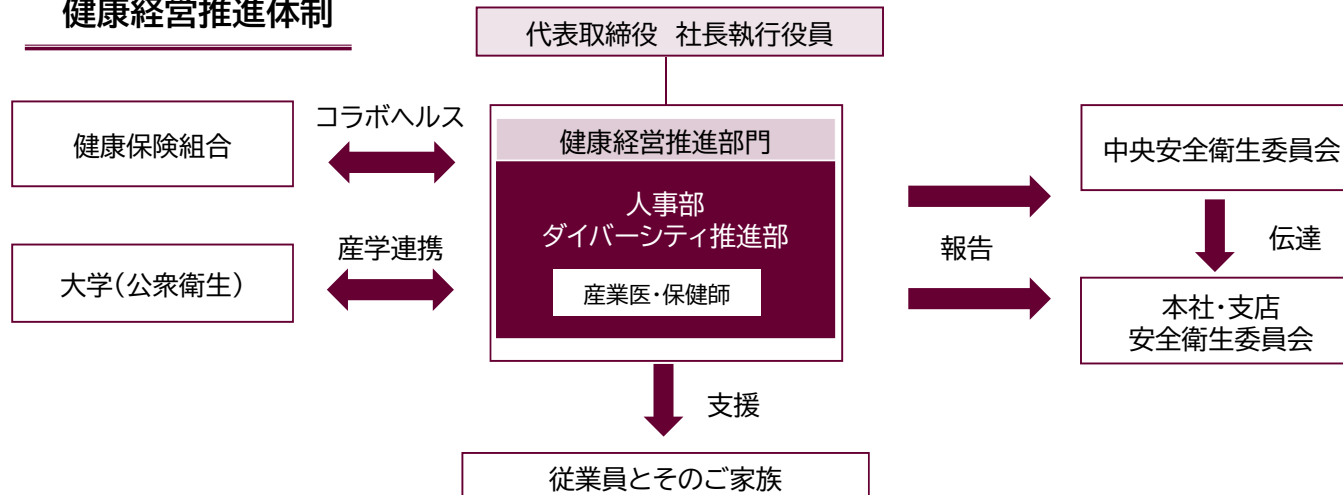 健康経営推進体制
代表取締役 社長執行役員
健康保険組合
コラボヘルス
健康経営推進部門
人事部
ダイバーシティ推進部
産業医・保健師
大学(公衆衛生)
産学連携
報告
中央安全衛生委員会
伝達
本社・支店
安全衛生委員会
支援
従業員とそのご家族